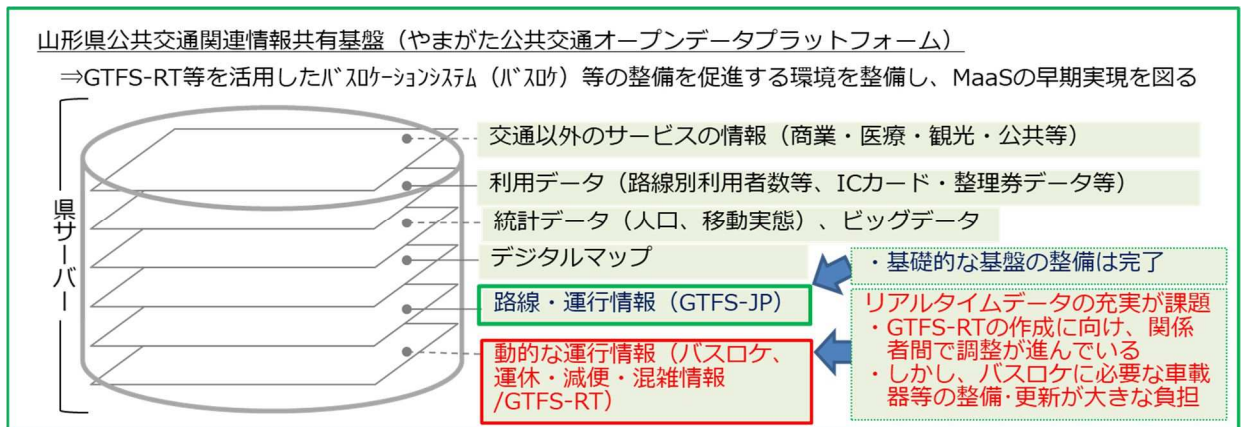 山形県公共交通関連情報共有基盤（やまがた公共交通オープンデータプラットフォーム）
⇒GTFS-RT等を活用したﾊﾞｽﾛｹｰｼｮﾝｼｽﾃﾑ（ﾊﾞｽﾛｹ）等の整備を促進する環境を整備し、MaaSの早期実現を図る
県サーバー
交通以外のサービスの情報（商業・医療・観光・公共等）
利用データ（路線別利用者数等、ICカード・整理券データ等）
統計データ（人口、移動実態）、ビッグデータ
デジタルマップ
路線・運行情報（GTFS-JP）
動的な運行情報（バスロケ、
運休・減便・混雑情報
/GTFS-RT）
・基礎的な基盤の整備は完了
リアルタイムデータの充実が課題
・GTFS-RTの作成に向け、関係
者間で調整が進んでいる
・しかし、バスロケに必要な車載
器等の整備･更新が大きな負担